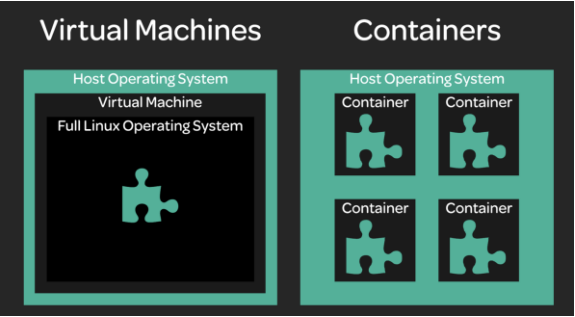 Virtual Machines
Host Operating System
Virtual Machine
Full Linux Operating System
Containers
Host Operating System
Container
Container
Container
Container